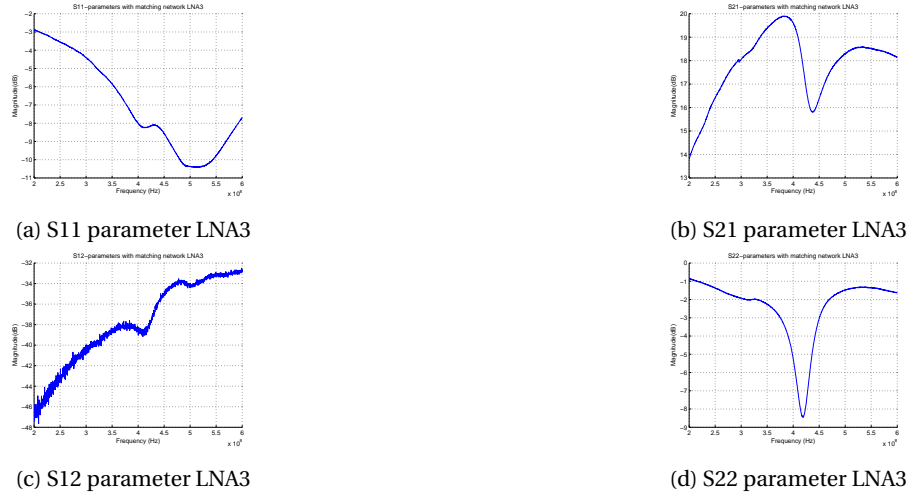 S11−parameters with matching network LNA3
−2
−3
−4
−5
−6
−7
−8
−9
−10
−11
Magnitude(dB)
2 2.5 3 3.5 4 4.5 5 5.5 6
Frequency (Hz)
x 10⁸
(a) S11 parameter LNA3
S21−parameters with matching network LNA3
20
19
18
17
16
15
14
13
Magnitude(dB)
2 2.5 3 3.5 4 4.5 5 5.5 6
Frequency (Hz)
x 10⁸
(b) S21 parameter LNA3
S12−parameters with matching network LNA3
−32
−34
−36
−38
−40
−42
−44
−46
−48
Magnitude(dB)
2 2.5 3 3.5 4 4.5 5 5.5 6
Frequency (Hz)
x 10⁸
(c) S12 parameter LNA3
S22−parameters with matching network LNA3
0
−1
−2
−3
−4
−5
−6
−7
−8
−9
Magnitude(dB)
2 2.5 3 3.5 4 4.5 5 5.5 6
Frequency (Hz)
x 10⁸
(d) S22 parameter LNA3